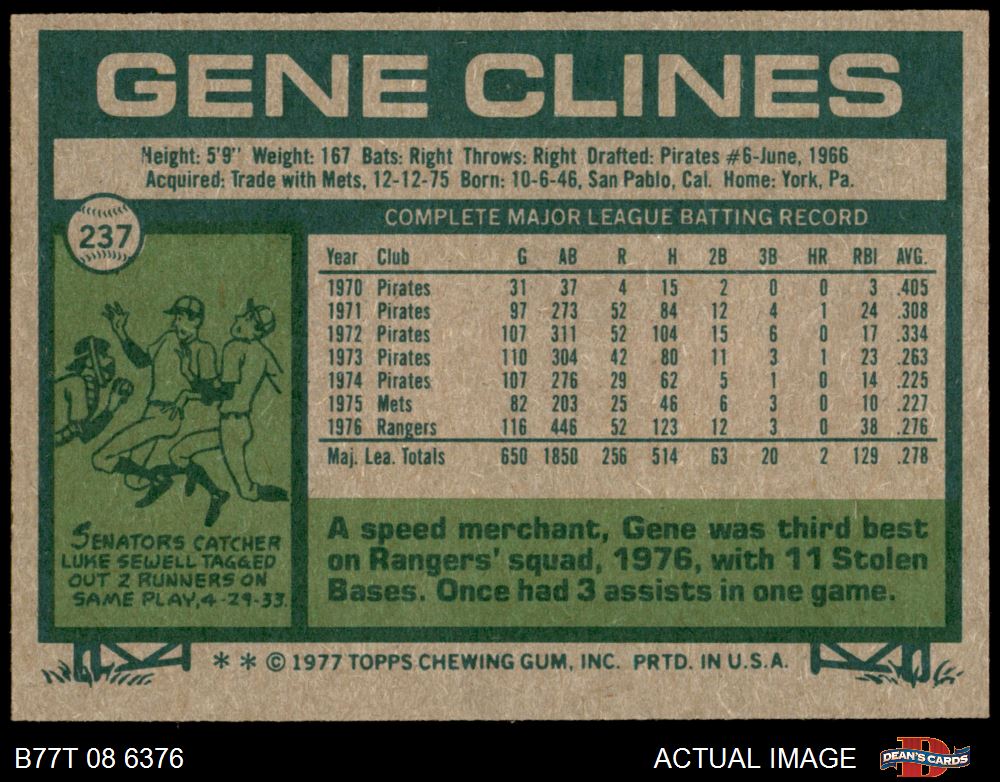 GENE CLINES
Height: 5'9" Weight: 167 Bats: Right Throws: Right Drafted: Pirates #6-June, 1966
Acquired: Trade with Mets, 12-12-75 Born: 10-6-46, San Pablo, Cal. Home: York, Pa.
237
COMPLETE MAJOR LEAGUE BATTING RECORD
Year Club G AB R H 2B 3B HR RBI AVG.
1970 Pirates 31 37 4 15 2 0 0 3 .405
1971 Pirates 97 273 52 84 12 4 1 24 .308
1972 Pirates 107 311 52 104 15 6 0 17 .334
1973 Pirates 110 304 42 80 11 3 1 23 .263
1974 Pirates 107 276 29 62 5 1 0 14 .225
1975 Mets 82 203 25 46 6 3 0 10 .227
1976 Rangers 116 446 52 123 12 3 0 38 .276
Maj. Lea. Totals 650 1850 256 514 63 20 2 129 .278
SENATORS CATCHER
LUKE SEWELL TAGGED
OUT 2 RUNNERS ON
SAME PLAY, 4-29-33.
A speed merchant, Gene was third best
on Rangers' squad, 1976, with 11 Stolen
Bases. Once had 3 assists in one game.
* * © 1977 TOPPS CHEWING GUM, INC. PRTD. IN U.S.A.
B77T 08 6376
ACTUAL IMAGE
D
DEAN'S CARDS